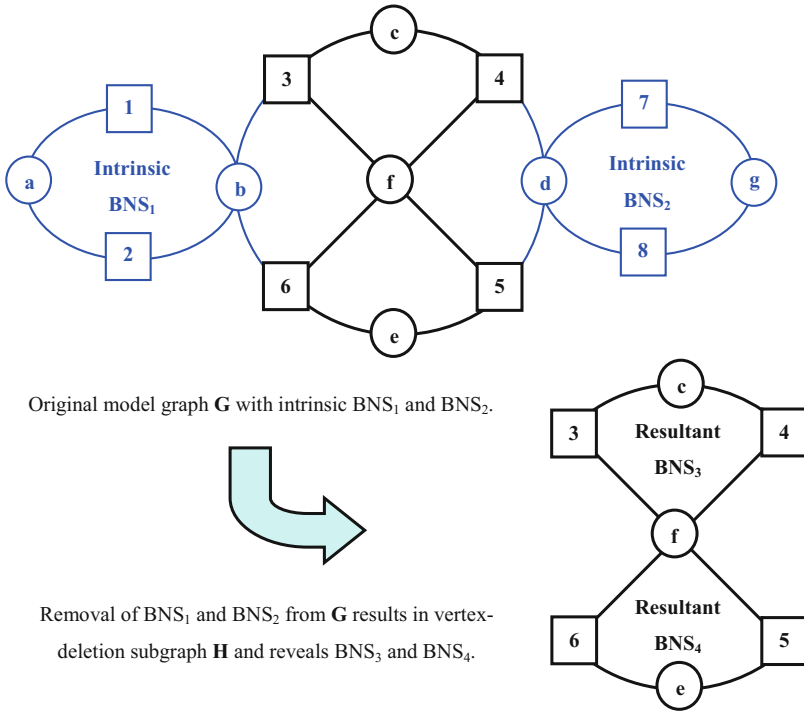 c
3
4
1
7
Intrinsic
BNS₁
a
b
f
d
Intrinsic
BNS₂
g
2
8
6
5
e
Original model graph G with intrinsic BNS₁ and BNS₂.
c
3
Resultant
BNS₃
4
f
Removal of BNS₁ and BNS₂ from G results in vertex-
deletion subgraph H and reveals BNS₃ and BNS₄.
6
Resultant
BNS₄
5
e